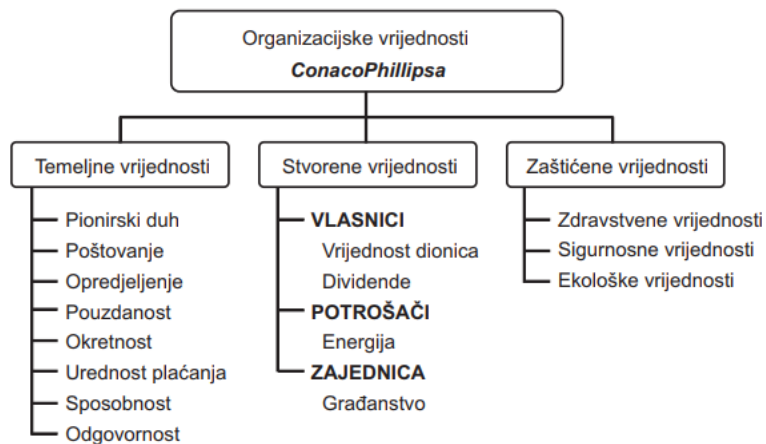 Organizacijske vrijednosti
ConacoPhillipsa
Temeljne vrijednosti
Pionirski duh
Poštovanje
Opredjeljenje
Pouzdanost
Okretnost
Urednost plaćanja
Sposobnost
Odgovornost
Stvorene vrijednosti
VLASNICI
Vrijednost dionica
Dividende
POTROŠAČI
Energija
ZAJEDNICA
Građanstvo
Zaštićene vrijednosti
Zdravstvene vrijednosti
Sigurnosne vrijednosti
Ekološke vrijednosti